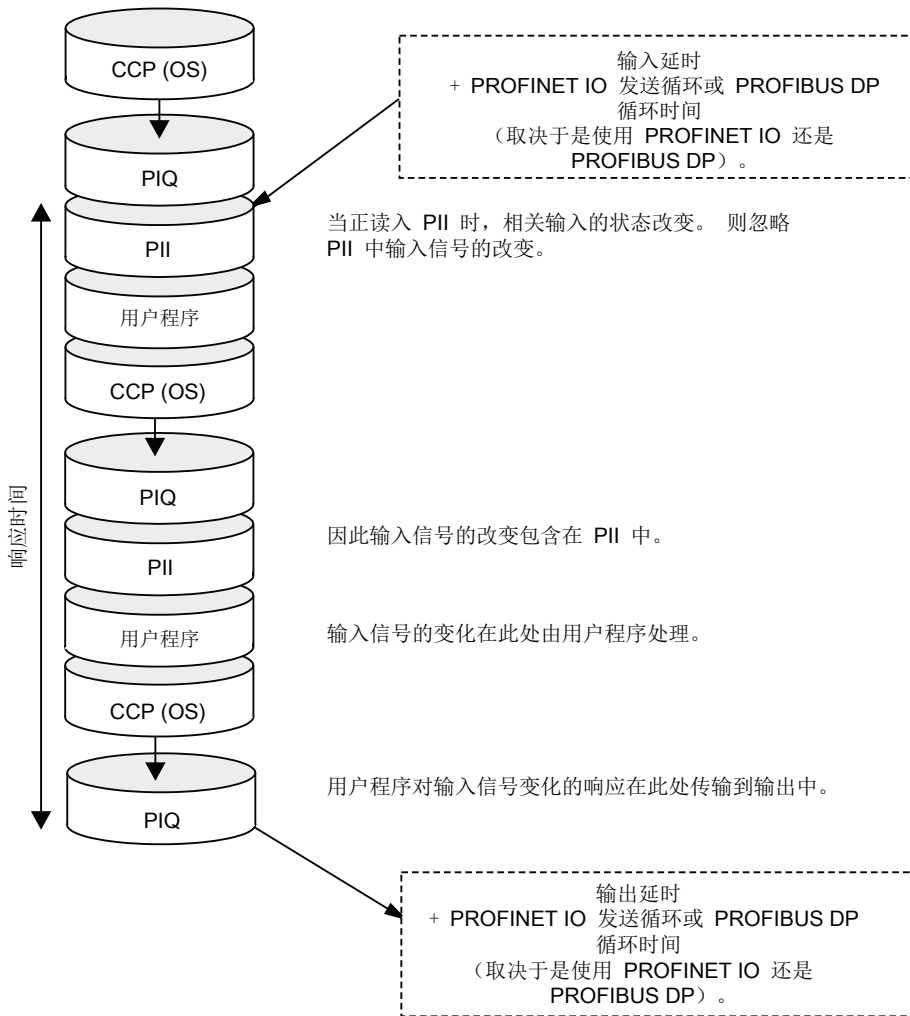 CCP (OS)
输入延时
+ PROFINET IO 发送循环或 PROFIBUS DP
循环时间
（取决于是使用 PROFINET IO 还是
PROFIBUS DP）。
PIQ
当正读入 PII 时，相关输入的状态改变。 则忽略
PII 中输入信号的改变。
PII
用户程序
CCP (OS)
响应时间
PIQ
因此输入信号的改变包含在 PII 中。
PII
用户程序
输入信号的变化在此处由用户程序处理。
CCP (OS)
用户程序对输入信号变化的响应在此处传输到输出中。
PIQ
输出延时
+ PROFINET IO 发送循环或 PROFIBUS DP
循环时间
（取决于是使用 PROFINET IO 还是
PROFIBUS DP）。